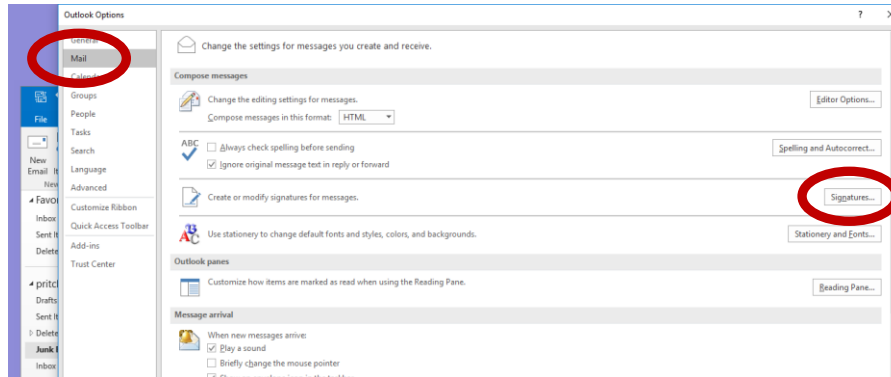 Outlook Options
?
General
Mail
Calendar
Groups
People
Tasks
Search
Language
Advanced
Customize Ribbon
Quick Access Toolbar
Add-ins
Trust Center
File
New
Email
New
Favo
Inbox
Sent It
Delete
pritch
Drafts
Sent It
Delete
Junk E
Inbox
Change the settings for messages you create and receive.
Compose messages
Change the editing settings for messages.
Editor Options...
Compose messages in this format: HTML
ABC
Always check spelling before sending
Spelling and Autocorrect...
Ignore original message text in reply or forward
Create or modify signatures for messages.
Signatures...
Use stationery to change default fonts and styles, colors, and backgrounds.
Stationery and Fonts...
Outlook panes
Customize how items are marked as read when using the Reading Pane.
Reading Pane...
Message arrival
When new messages arrive:
Play a sound
Briefly change the mouse pointer